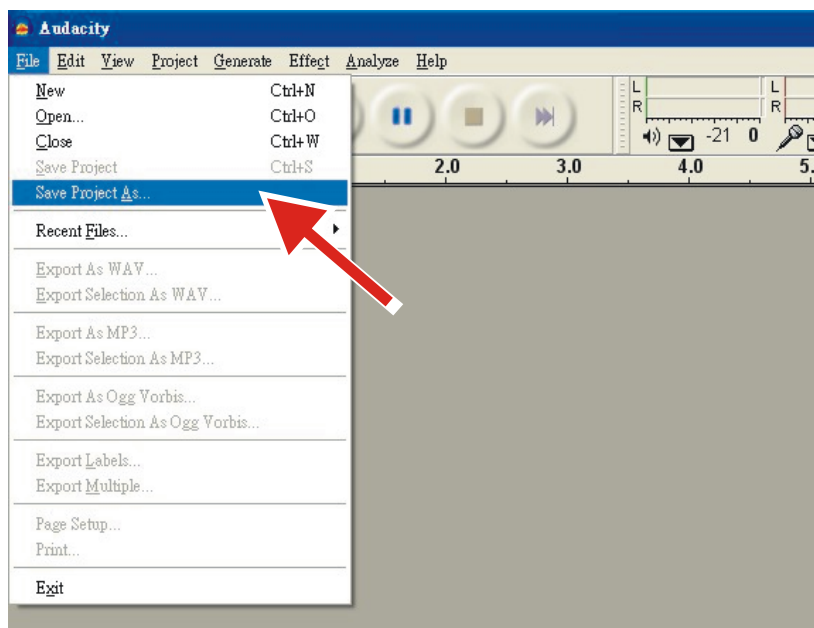 Audacity
File Edit View Project Generate Effect Analyze Help
New Ctrl+N
Open... Ctrl+O
Close Ctrl+W
Save Project Ctrl+S
Save Project As...
Recent Files...
Export As WAV...
Export Selection As WAV...
Export As MP3...
Export Selection As MP3...
Export As Ogg Vorbis...
Export Selection As Ogg Vorbis...
Export Labels...
Export Multiple...
Page Setup...
Print...
Exit
L L
R R
-21 0
2.0 3.0 4.0 5.